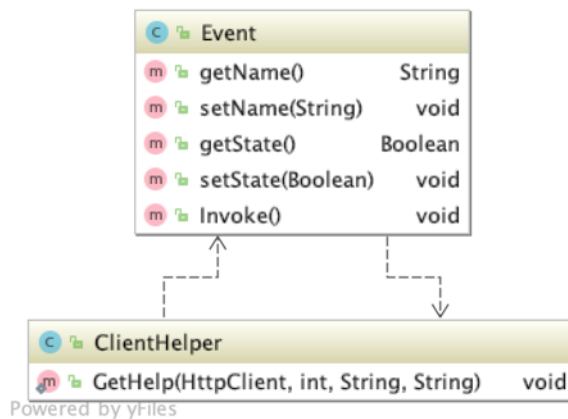 C Event
m getName() String
m setName(String) void
m getState() Boolean
m setState(Boolean) void
m Invoke() void
C ClientHelper
m GetHelp(HttpClient, int, String, String) void
Powered by yFiles